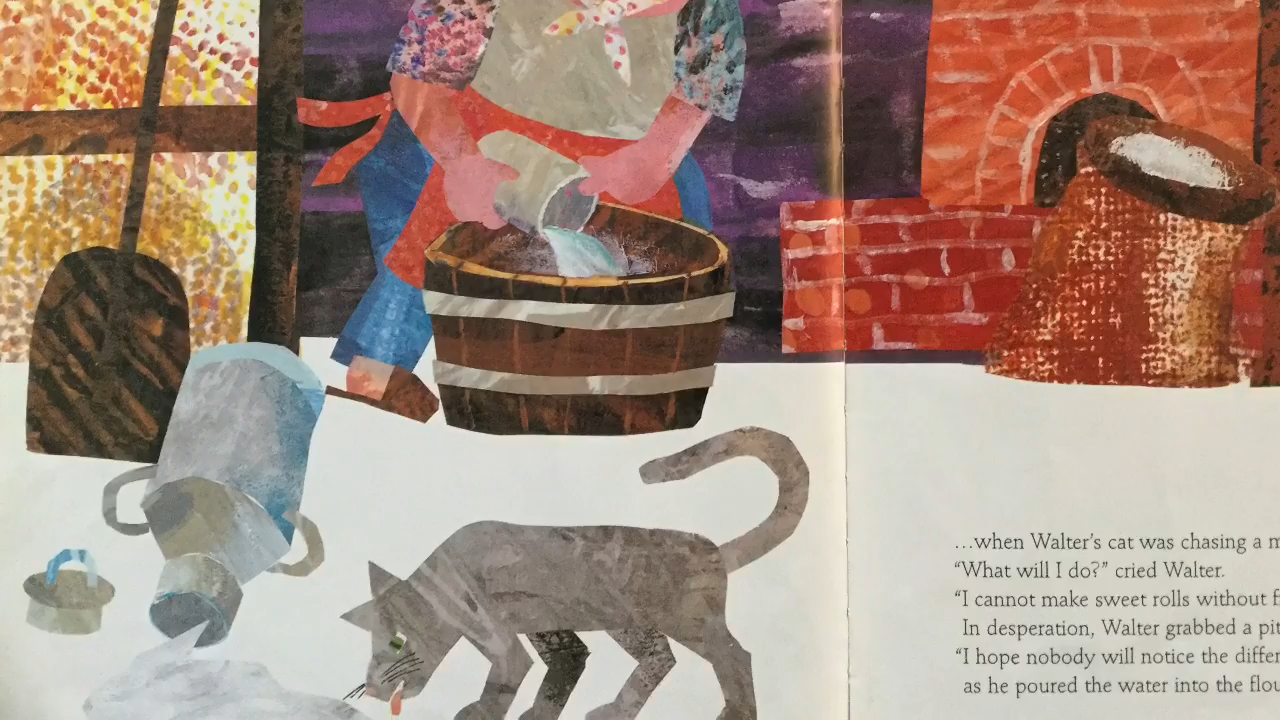 …when Walter's cat was chasing a
“What will I do?” cried Walter.
“I cannot make sweet rolls without
In desperation, Walter grabbed a
“I hope nobody will notice the
as he poured the water into the